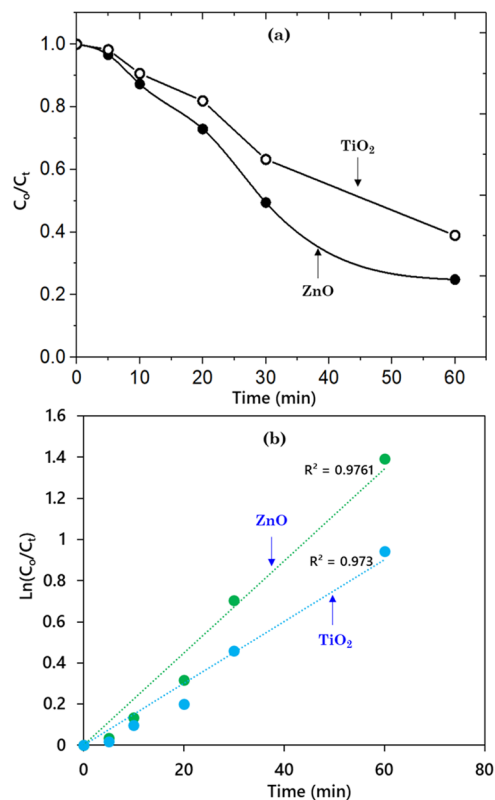 (a)
1.0
0.8
0.6
0.4
0.2
0.0
Cₒ/Cₜ
TiO₂
ZnO
0 10 20 30 40 50 60
Time (min)
(b)
1.6
1.4
1.2
1
0.8
0.6
0.4
0.2
0
Ln(Cₒ/Cₜ)
R² = 0.9761
ZnO
R² = 0.973
TiO₂
0 20 40 60 80
Time (min)